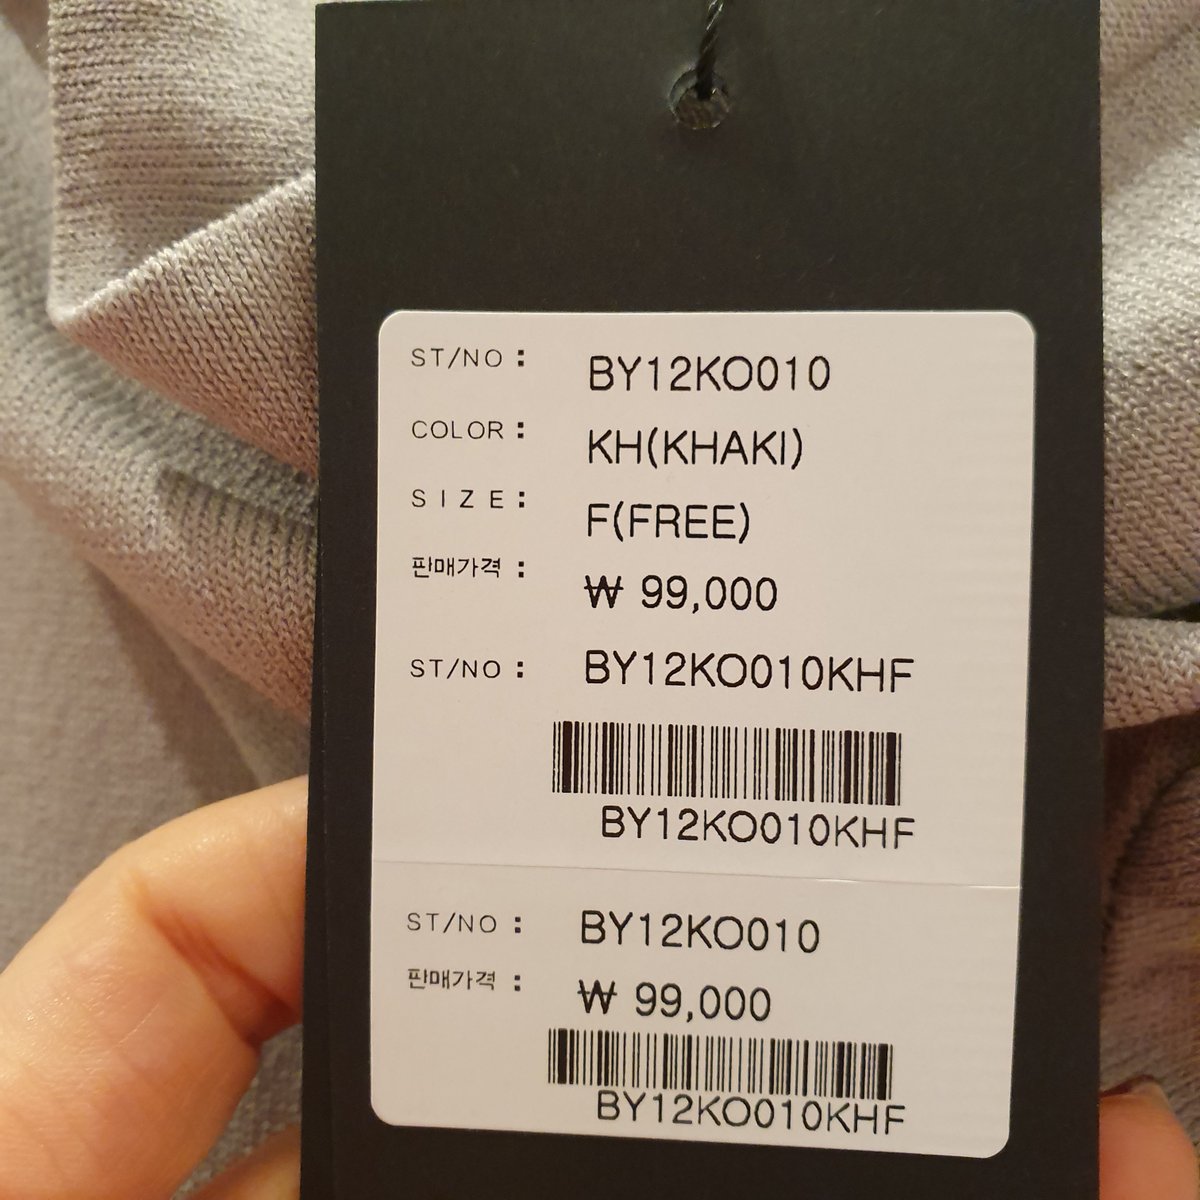 ST/NO : BY12KO010
COLOR : KH(KHAKI)
SIZE : F(FREE)
판매가격 : ₩ 99,000
ST/NO : BY12KO010KHF
BY12KO010KHF
ST/NO : BY12KO010
판매가격 : ₩ 99,000
BY12KO010KHF